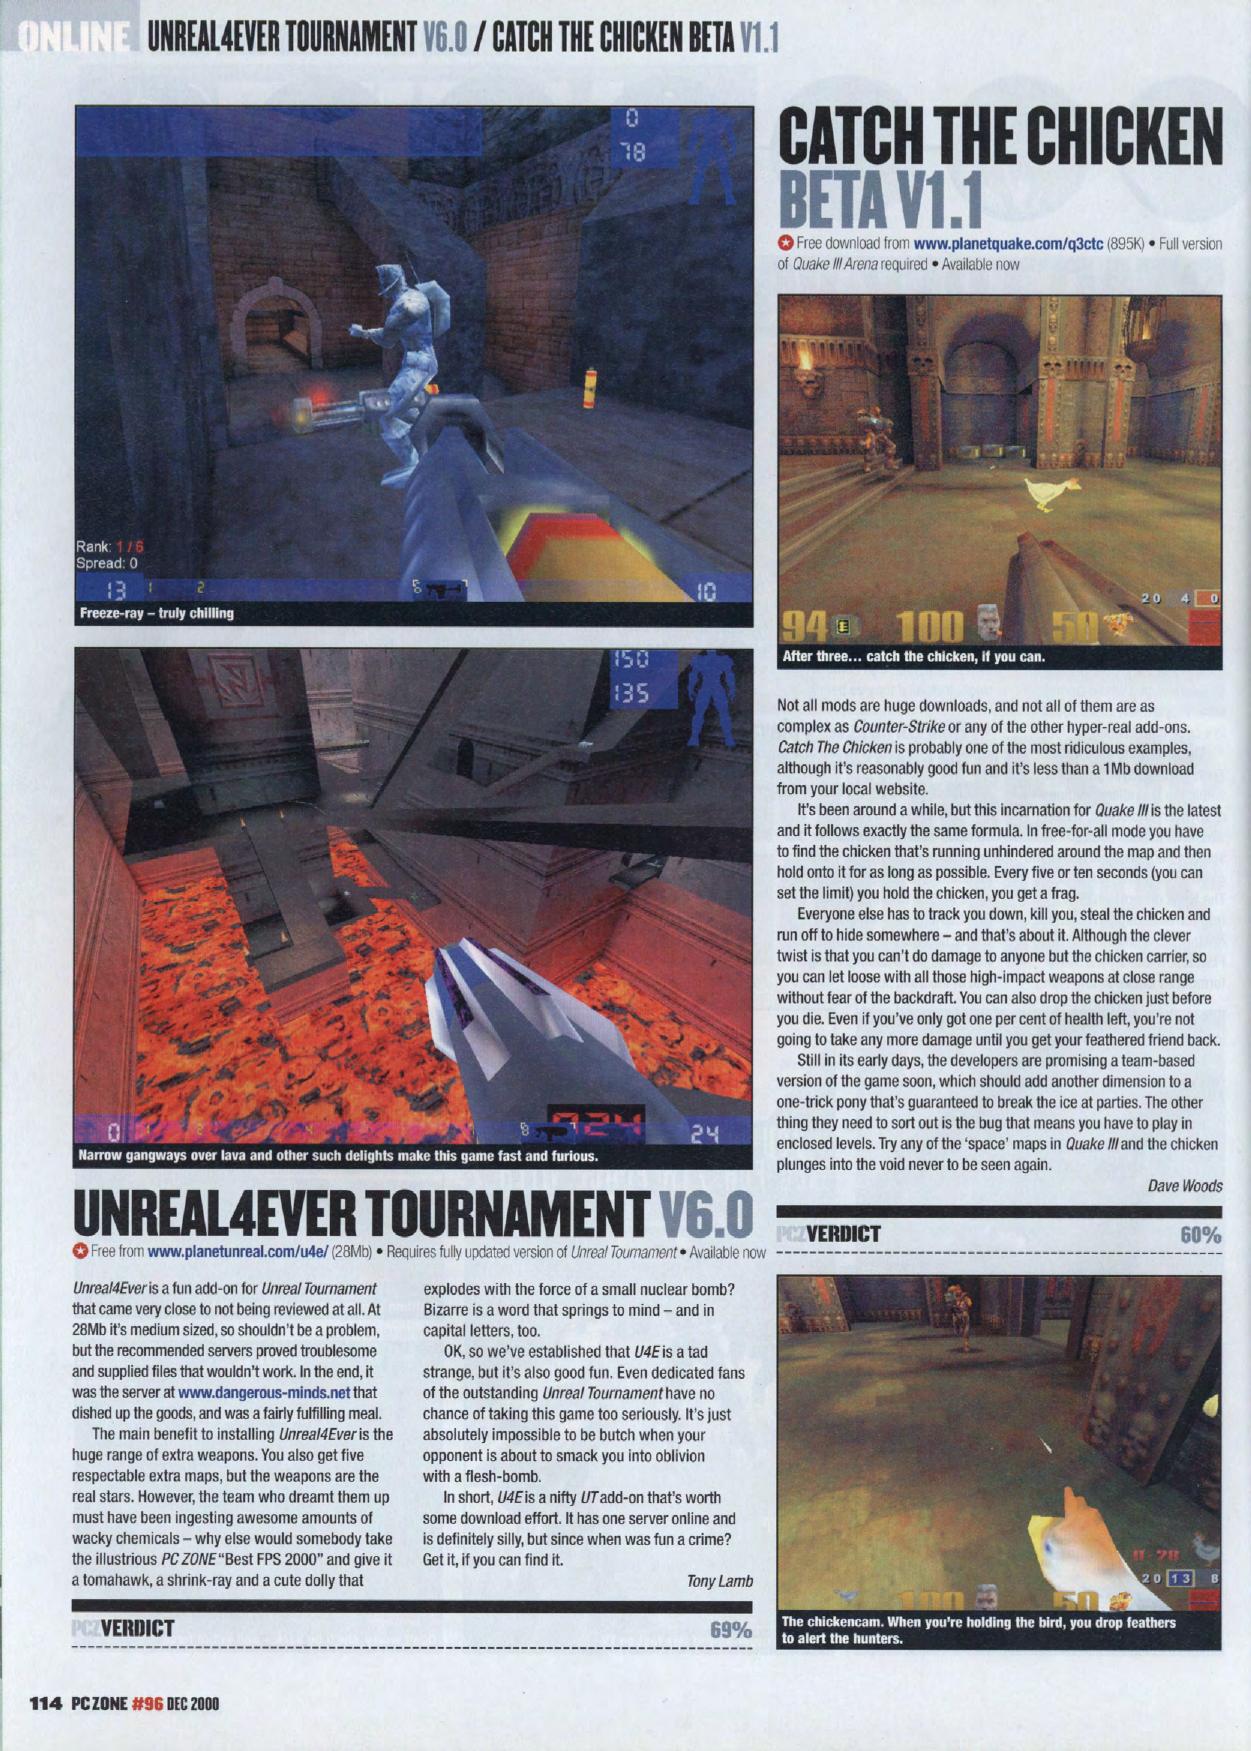 ONLINE UNREAL4EVER TOURNAMENT V6.0 / CATCH THE CHICKEN BETA V1.1
0
78
Rank: 1 / 6
Spread: 0
13 1 2 6 7 10
Freeze-ray – truly chilling
150
135
0 8 924 24
Narrow gangways over lava and other such delights make this game fast and furious.
UNREAL4EVER TOURNAMENT V6.0
Free from www.planetunreal.com/u4e/ (28Mb) • Requires fully updated version of Unreal Tournament • Available now
Unreal4Ever is a fun add-on for Unreal Tournament
that came very close to not being reviewed at all. At
28Mb it's medium sized, so shouldn't be a problem,
but the recommended servers proved troublesome
and supplied files that wouldn't work. In the end, it
was the server at www.dangerous-minds.net that
dished up the goods, and was a fairly fulfilling meal.
The main benefit to installing Unreal4Ever is the
huge range of extra weapons. You also get five
respectable extra maps, but the weapons are the
real stars. However, the team who dreamt them up
must have been ingesting awesome amounts of
wacky chemicals – why else would somebody take
the illustrious PC ZONE "Best FPS 2000" and give it
a tomahawk, a shrink-ray and a cute dolly that
explodes with the force of a small nuclear bomb?
Bizarre is a word that springs to mind – and in
capital letters, too.
OK, so we've established that U4E is a tad
strange, but it's also good fun. Even dedicated fans
of the outstanding Unreal Tournament have no
chance of taking this game too seriously. It's just
absolutely impossible to be butch when your
opponent is about to smack you into oblivion
with a flesh-bomb.
In short, U4E is a nifty UT add-on that's worth
some download effort. It has one server online and
is definitely silly, but since when was fun a crime?
Get it, if you can find it.
Tony Lamb
PCZVERDICT 69%
CATCH THE CHICKEN
BETA V1.1
Free download from www.planetquake.com/q3ctc (895K) • Full version
of Quake III Arena required • Available now
20 4 0
94 100 50
After three... catch the chicken, if you can.
Not all mods are huge downloads, and not all of them are as
complex as Counter-Strike or any of the other hyper-real add-ons.
Catch The Chicken is probably one of the most ridiculous examples,
although it's reasonably good fun and it's less than a 1Mb download
from your local website.
It's been around a while, but this incarnation for Quake III is the latest
and it follows exactly the same formula. In free-for-all mode you have
to find the chicken that's running unhindered around the map and then
hold onto it for as long as possible. Every five or ten seconds (you can
set the limit) you hold the chicken, you get a frag.
Everyone else has to track you down, kill you, steal the chicken and
run off to hide somewhere – and that's about it. Although the clever
twist is that you can't do damage to anyone but the chicken carrier, so
you can let loose with all those high-impact weapons at close range
without fear of the backdraft. You can also drop the chicken just before
you die. Even if you've only got one per cent of health left, you're not
going to take any more damage until you get your feathered friend back.
Still in its early days, the developers are promising a team-based
version of the game soon, which should add another dimension to a
one-trick pony that's guaranteed to break the ice at parties. The other
thing they need to sort out is the bug that means you have to play in
enclosed levels. Try any of the 'space' maps in Quake III and the chicken
plunges into the void never to be seen again.
Dave Woods
PCZVERDICT 60%
20 13 8
100 50
The chickencam. When you're holding the bird, you drop feathers
to alert the hunters.
114 PC ZONE #96 DEC 2000